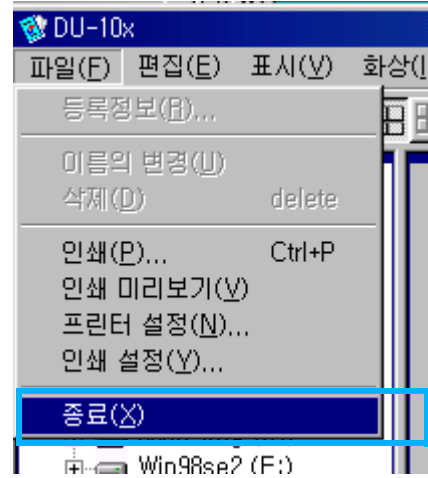 DU-10x
파일(F) 편집(E) 표시(V) 화상(I
등록정보(R)...
이름의 변경(U)
삭제(D) delete
인쇄(P)... Ctrl+P
인쇄 미리보기(V)
프린터 설정(N)...
인쇄 설정(Y)...
종료(X)
Win98se2 (E:)